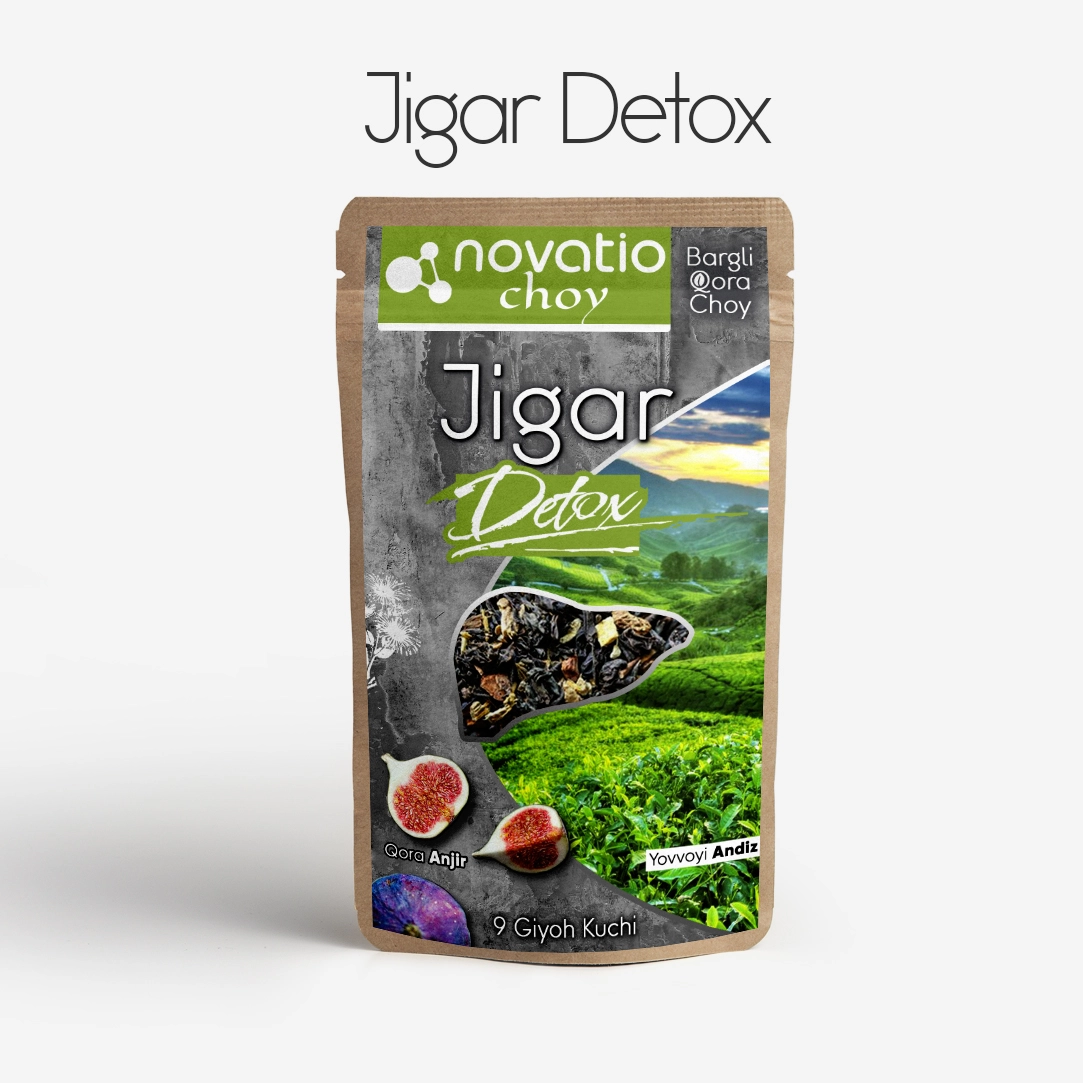 Jigar Detox
novatio
choy
Bargli
Qora
Choy
Jigar
Detox
Qora Anjir
Yovvoyi Andiz
9 Giyoh Kuchi